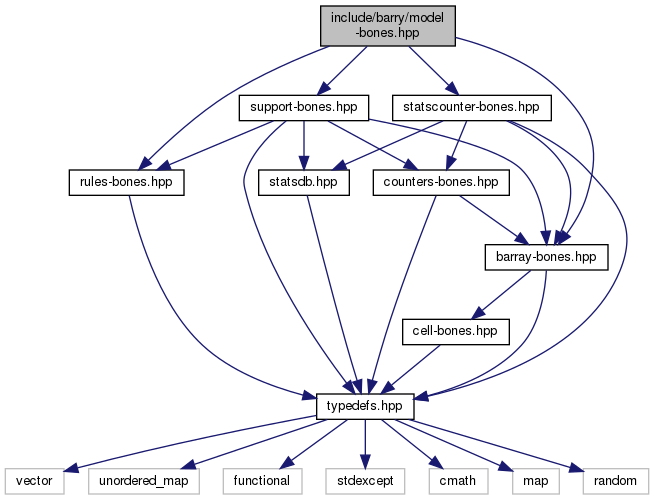 include/barry/model
-bones.hpp
support-bones.hpp
statscounter-bones.hpp
rules-bones.hpp
statsdb.hpp
counters-bones.hpp
barray-bones.hpp
cell-bones.hpp
typedefs.hpp
vector
unordered_map
functional
stdexcept
cmath
map
random